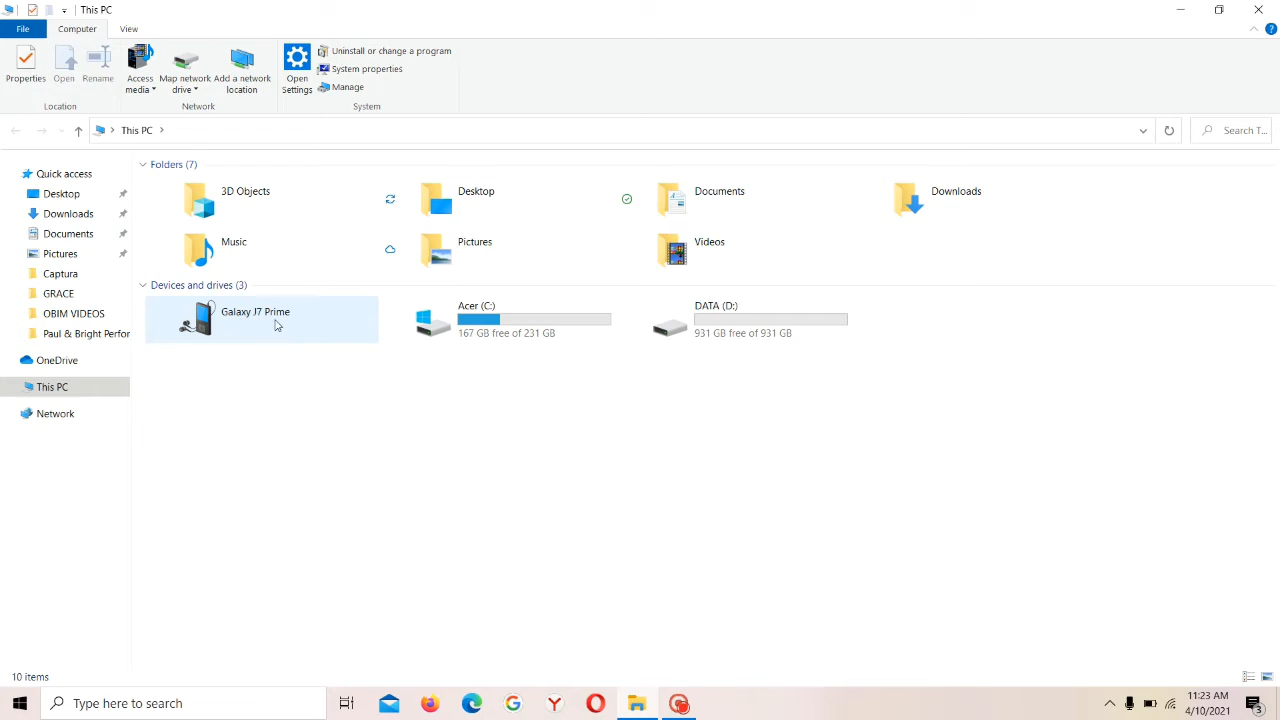 This PC
File
Computer
View
Properties
Open
Rename
Access media
Map network drive
Add a network location
Open Settings
Uninstall or change a program
System properties
Manage
Location
Network
System
This PC
Search T...
Quick access
Desktop
Downloads
Documents
Pictures
Captura
GRACE
OBIM VIDEOS
Paul & Bright Perfor
OneDrive
This PC
Network
Folders (7)
3D Objects
Desktop
Documents
Downloads
Music
Pictures
Videos
Devices and drives (3)
Galaxy J7 Prime
Acer (C:)
167 GB free of 231 GB
DATA (D:)
931 GB free of 931 GB
10 items
Type here to search
11:23 AM
4/10/2021
3